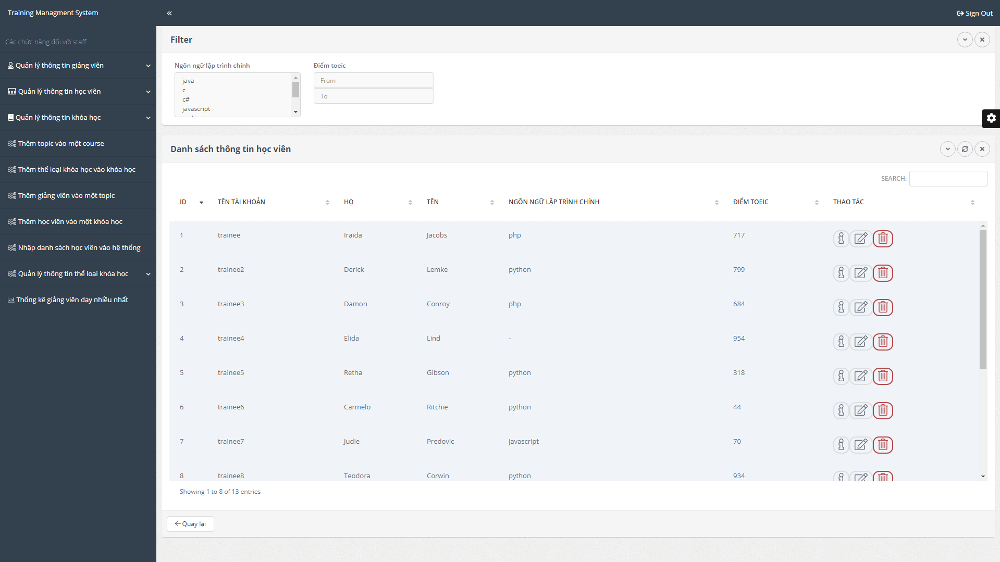 Training Managment System
«
Sign Out
Các chức năng đối với staff
Quản lý thông tin giảng viên
Quản lý thông tin học viên
Quản lý thông tin khóa học
Thêm topic vào một course
Thêm thể loại khóa học vào khóa học
Thêm giảng viên vào một topic
Thêm học viên vào một khóa học
Nhập danh sách học viên vào hệ thống
Quản lý thông tin thể loại khóa học
Thống kê giảng viên dạy nhiều nhất
Filter
Ngôn ngữ lập trình chính
java
c
c#
javascript
Điểm toeic
From
To
Danh sách thông tin học viên
SEARCH:
ID TÊN TÀI KHOẢN HỌ TÊN NGÔN NGỮ LẬP TRÌNH CHÍNH ĐIỂM TOEIC THAO TÁC
1 trainee Iraida Jacobs php 717
2 trainee2 Derick Lemke python 799
3 trainee3 Damon Conroy php 684
4 trainee4 Elida Lind - 954
5 trainee5 Retha Gibson python 318
6 trainee6 Carmelo Ritchie python 44
7 trainee7 Judie Predovic javascript 70
8 trainee8 Teodora Corwin python 934
Showing 1 to 8 of 13 entries
Quay lại